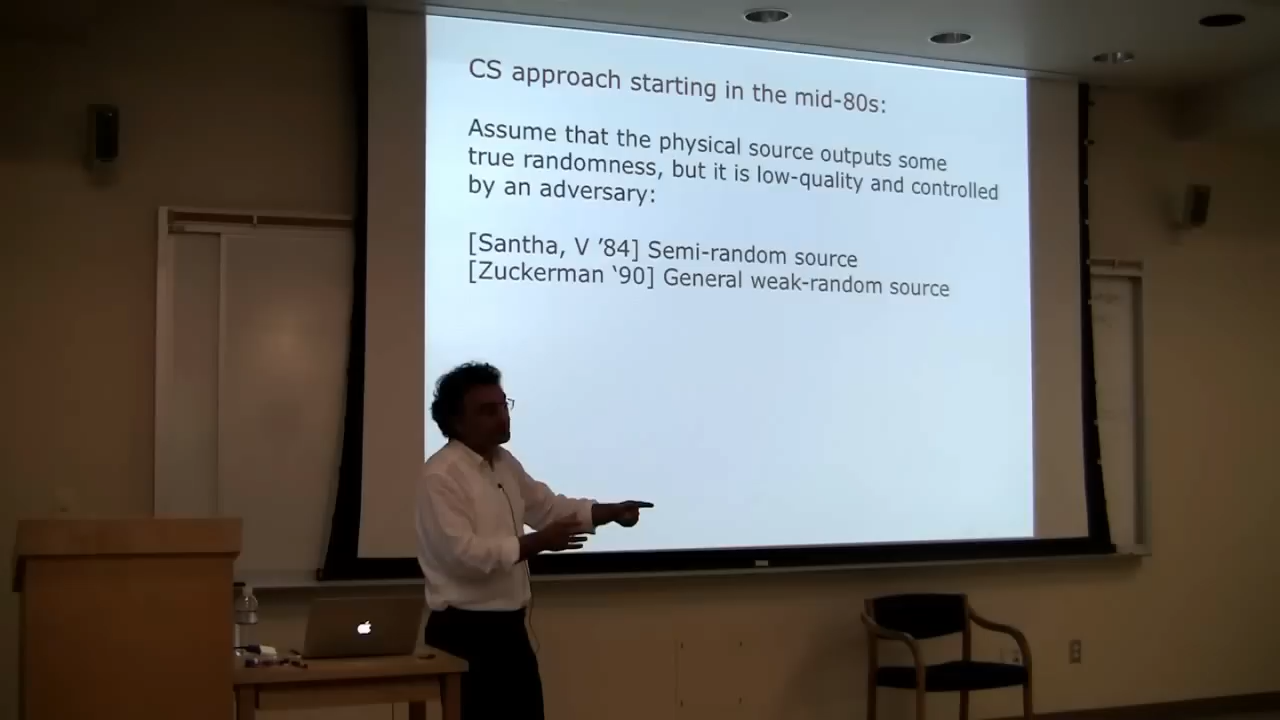 CS approach starting in the mid-80s:
Assume that the physical source outputs some
true randomness, but it is low-quality and controlled
by an adversary:
[Santha, V ’84] Semi-random source
[Zuckerman ‘90] General weak-random source